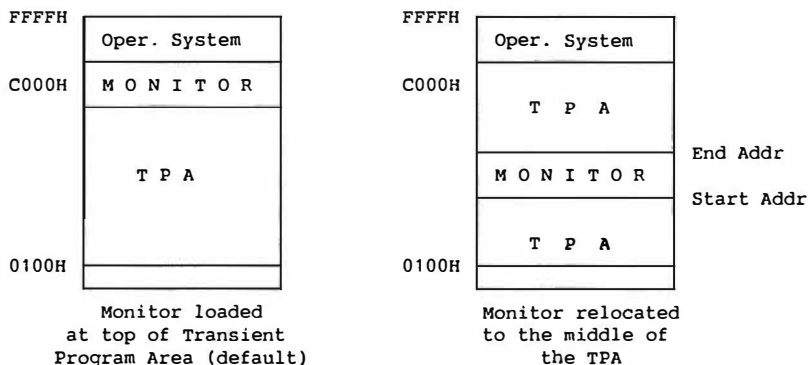 FFFFH
Oper. System
C000H
M O N I T O R
T P A
0100H
Monitor loaded
at top of Transient
Program Area (default)
FFFFH
Oper. System
C000H
T P A
End Addr
M O N I T O R
Start Addr
T P A
0100H
Monitor relocated
to the middle of
the TPA